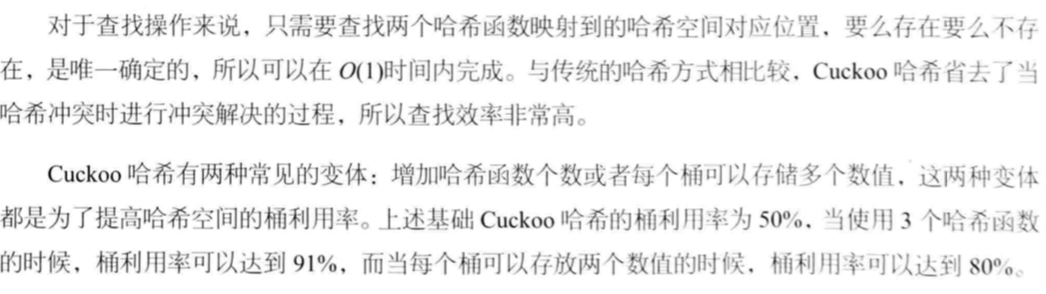 对于查找操作来说，只需要查找两个哈希函数映射到的哈希空间对应位置，要么存在要么不存
在，是唯一确定的，所以可以在 O(1)时间内完成。与传统的哈希方式相比较，Cuckoo 哈希省去了当
哈希冲突时进行冲突解决的过程，所以查找效率非常高。
Cuckoo 哈希有两种常见的变体：增加哈希函数个数或者每个桶可以存储多个数值，这两种变体
都是为了提高哈希空间的桶利用率。上述基础 Cuckoo 哈希的桶利用率为 50%，当使用 3 个哈希函数
的时候，桶利用率可以达到 91%，而当每个桶可以存放两个数值的时候，桶利用率可以达到 80%。